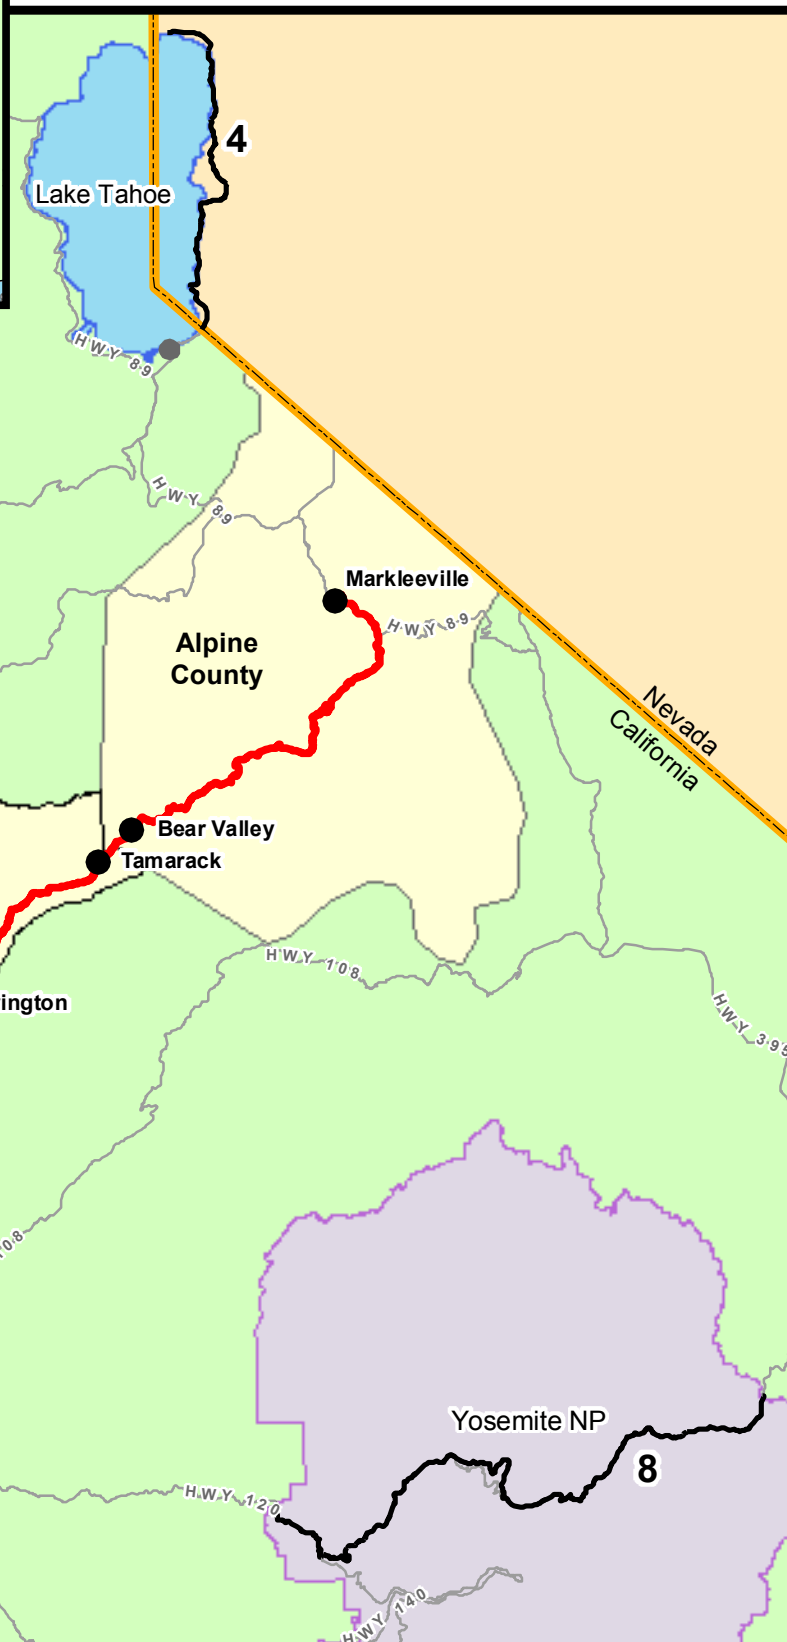 4
Lake Tahoe
HWY 89
HWY 89
Markleeville
HWY 89
Alpine
County
Nevada
California
Bear Valley
Tamarack
HWY 108
ington
HWY 395
108
Yosemite NP
8
HWY 120
HWY 140